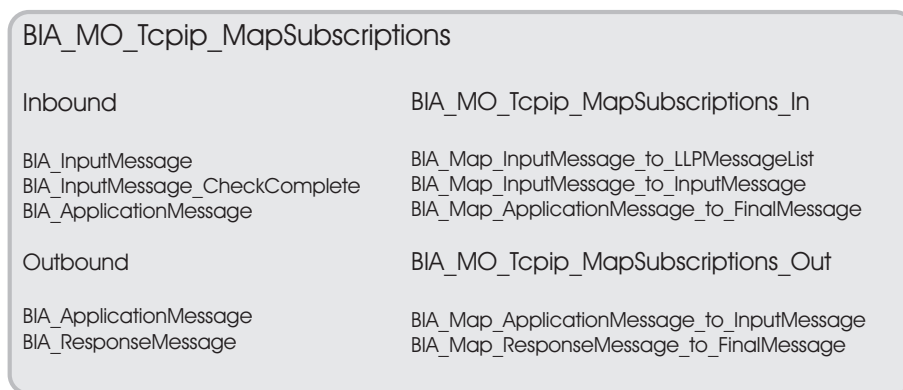 BIA_MO_Tcpip_MapSubscriptions
Inbound
BIA_MO_Tcpip_MapSubscriptions_In
BIA_InputMessage
BIA_Map_InputMessage_to_LLPMessageList
BIA_InputMessage_CheckComplete
BIA_Map_InputMessage_to_InputMessage
BIA_ApplicationMessage
BIA_Map_ApplicationMessage_to_FinalMessage
Outbound
BIA_MO_Tcpip_MapSubscriptions_Out
BIA_ApplicationMessage
BIA_Map_ApplicationMessage_to_InputMessage
BIA_ResponseMessage
BIA_Map_ResponseMessage_to_FinalMessage